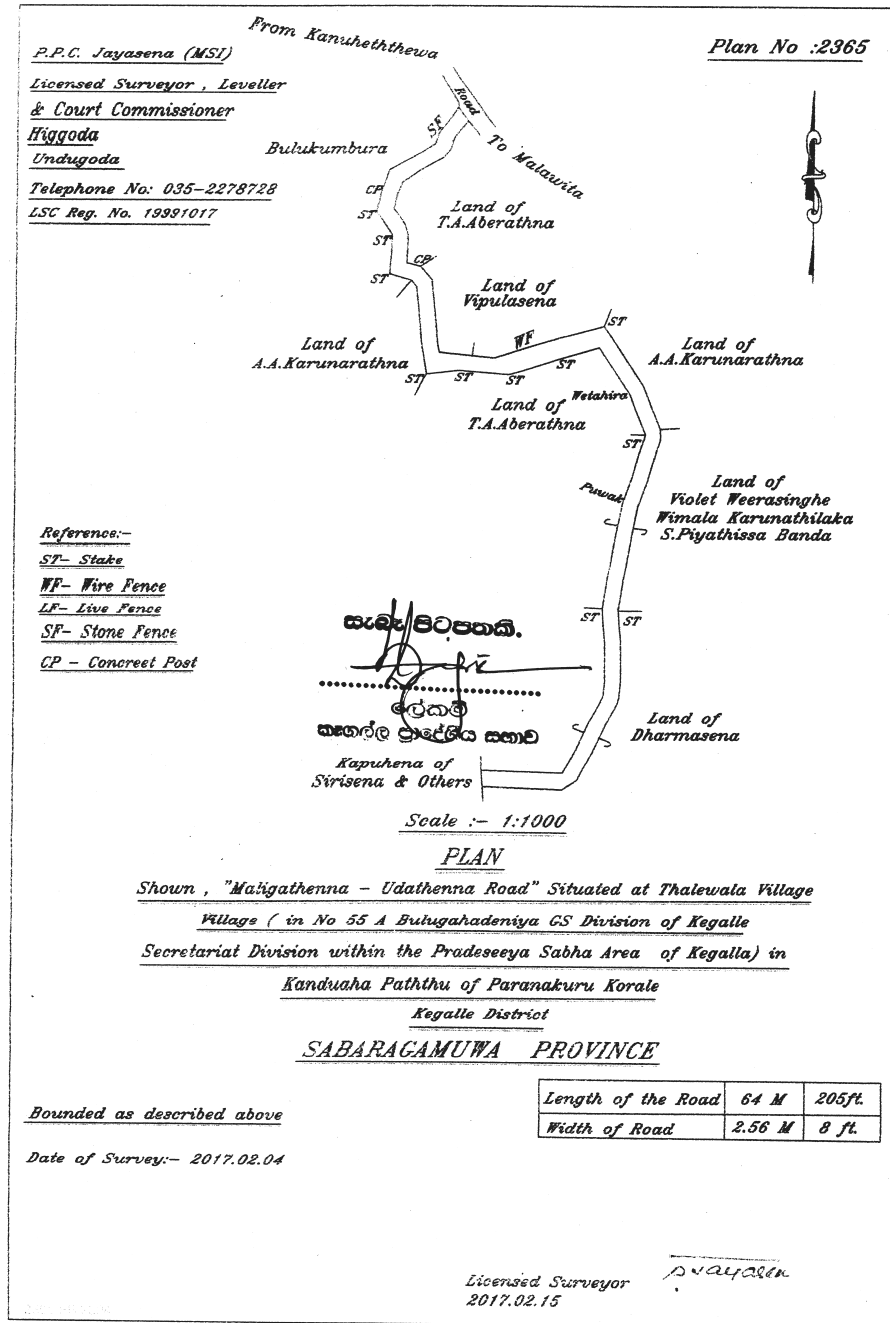 P.P.C. Jayasena (MSI)
Licensed Surveyor , Leveller
& Court Commissioner
Higgoda
Undugoda
Telephone No: 035-2278728
LSC Reg. No. 19991017
Plan No :2365
From Kanuheththewa
Road
To Malawita
SF
Bulukumbura
CP
ST
ST
ST
CP
Land of
T.A.Aberathna
Land of
Vipulasena
Land of
A.A.Karunarathna
ST
ST
ST
ST
WF
ST
Land of
A.A.Karunarathna
Wetahira
Land of
T.A.Aberathna
ST
Puwak
Land of
Violet Weerasinghe
Wimala Karunathilaka
S.Piyathissa Banda
ST
ST
Reference:-
ST- Stake
WF- Wire Fence
LF- Live Fence
SF- Stone Fence
CP - Concreet Post
සැබෑ පිටපතකි.
ලේකම්
කෑගල්ල ප්‍රාදේශීය සභාව
Land of
Dharmasena
Kapuhena of
Sirisena & Others
Scale :- 1:1000
PLAN
Shown , "Maligathenna - Udathenna Road" Situated at Thalewala Village
Village ( in No 55 A Bulugahadeniya GS Division of Kegalle
Secretariat Division within the Pradeseeya Sabha Area of Kegalla) in
Kanduaha Paththu of Paranakuru Korale
Kegalle District
SABARAGAMUWA PROVINCE
Length of the Road 64 M 205ft.
Width of Road 2.56 M 8 ft.
Bounded as described above
Date of Survey:- 2017.02.04
Licensed Surveyor
2017.02.15